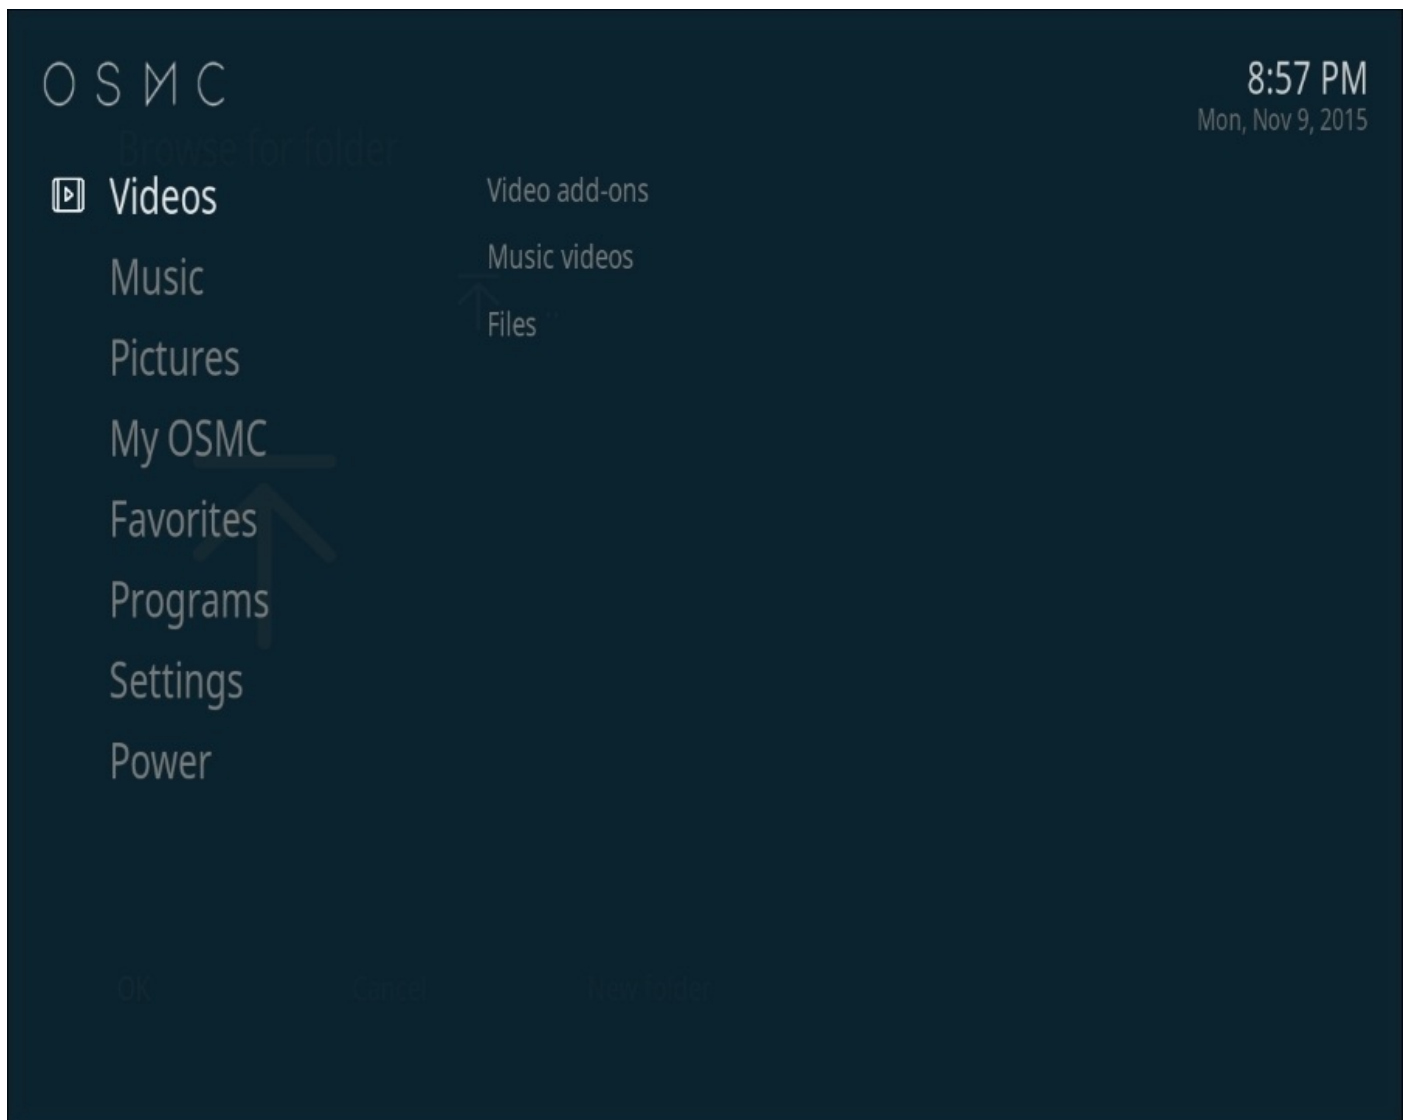 OSMC
8:57 PM
Mon, Nov 9, 2015
Browse for folder
Videos
Music
Pictures
My OSMC
Favorites
Programs
Settings
Power
Video add-ons
Music videos
Files ..
OK
Cancel
New folder